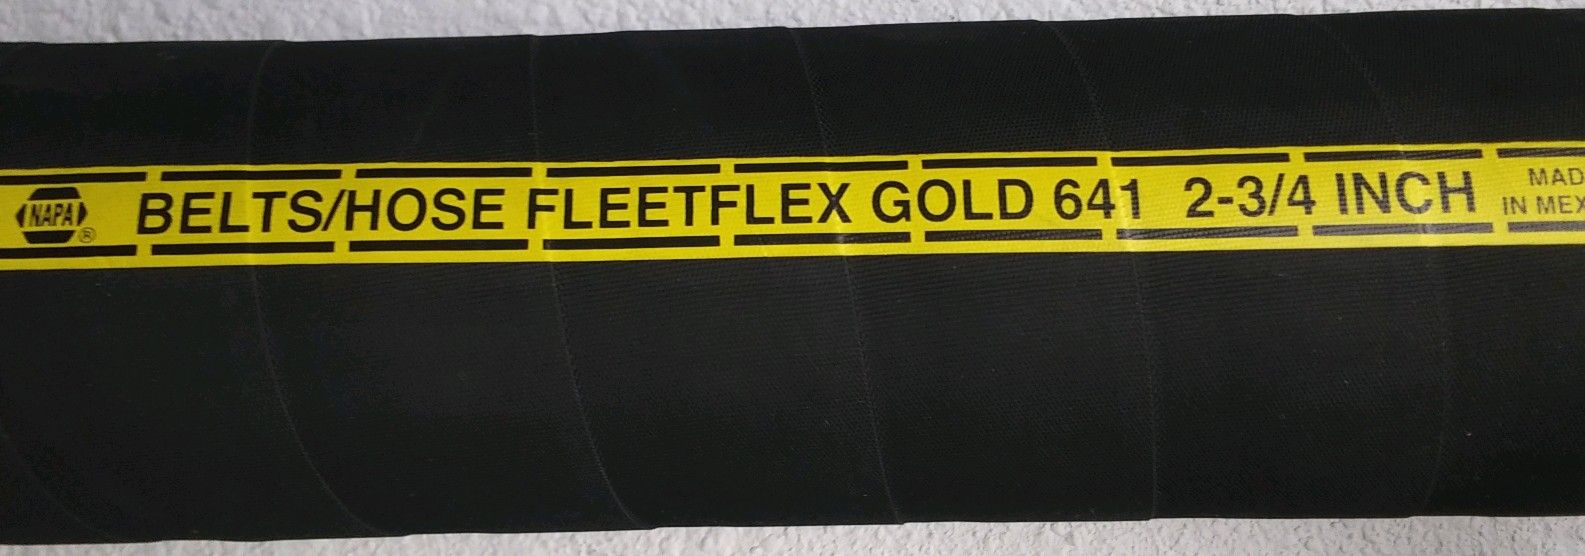 NAPA® BELTS/HOSE FLEETFLEX GOLD 641 2-3/4 INCH
MAD
IN MEX